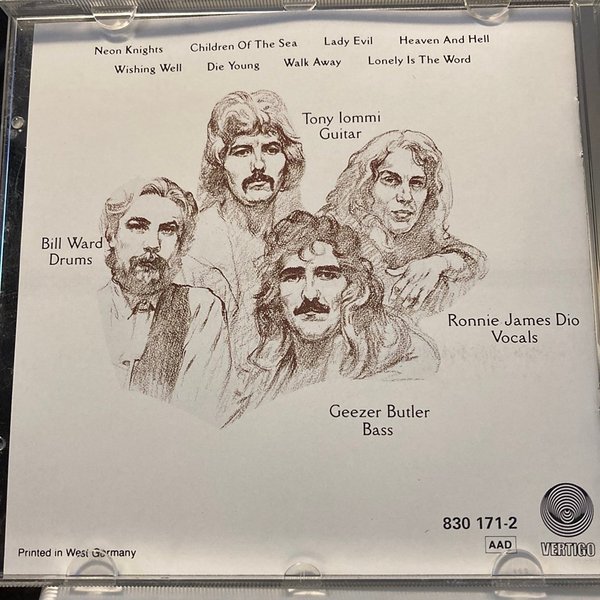 Neon Knights Children Of The Sea Lady Evil Heaven And Hell
Wishing Well Die Young Walk Away Lonely Is The Word
Tony Iommi
Guitar
Bill Ward
Drums
Ronnie James Dio
Vocals
Geezer Butler
Bass
830 171-2
AAD
VERTIGO
Printed in West Germany